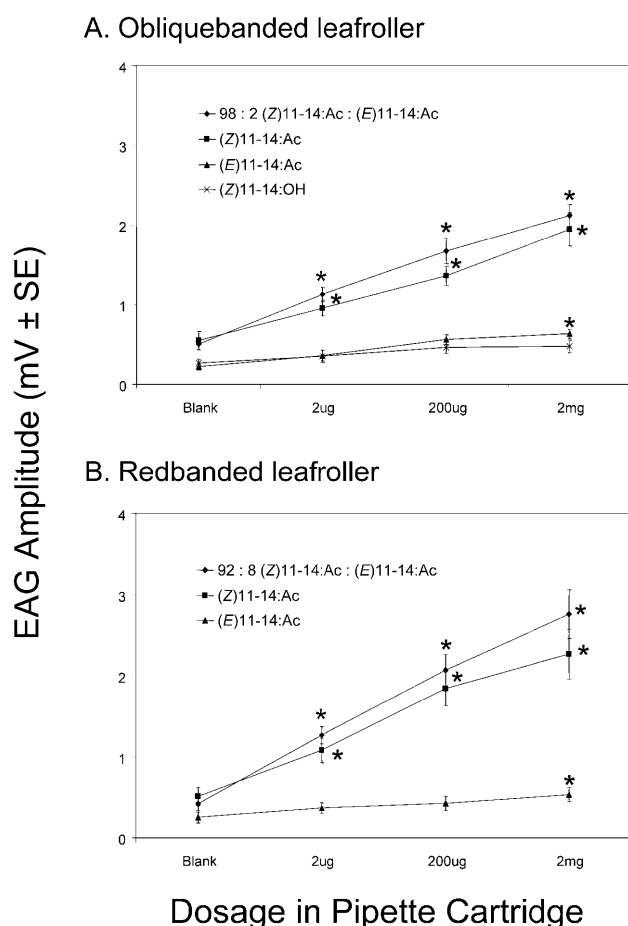 A. Obliquebanded leafroller
4
98 : 2 (Z)11-14:Ac : (E)11-14:Ac
3
(Z)11-14:Ac
(E)11-14:Ac
(Z)11-14:OH
2
1
0
Blank 2ug 200ug 2mg
* * * * * * *
EAG Amplitude (mV ± SE)
B. Redbanded leafroller
4
92 : 8 (Z)11-14:Ac : (E)11-14:Ac
3
(Z)11-14:Ac
(E)11-14:Ac
2
1
0
Blank 2ug 200ug 2mg
* * * * * * *
Dosage in Pipette Cartridge